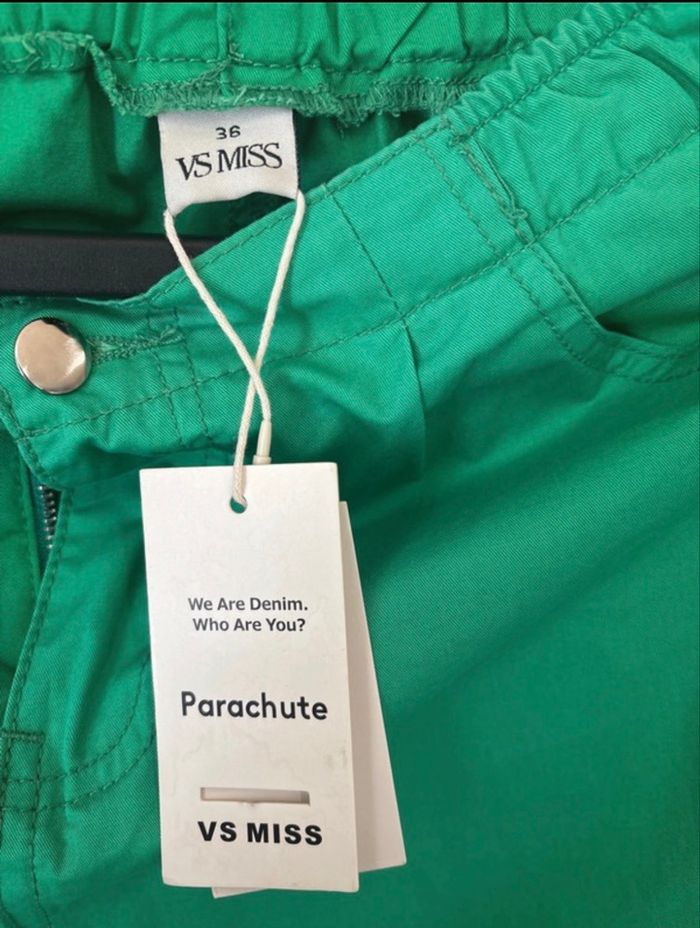 36
VS MISS
We Are Denim.
Who Are You?
Parachute
VS MISS